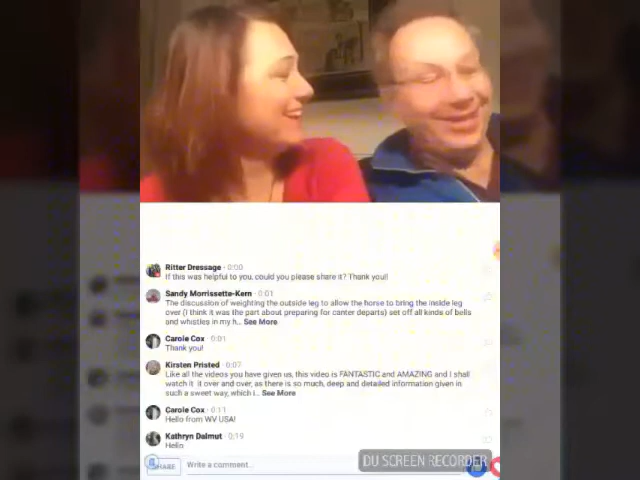 Ritter Dressage · 0:00
If this was helpful to you, could you please share it? Thank you!!
Sandy Morrissette-Kern · 0:01
The discussion of weighting the outside leg to allow the horse to bring the inside leg
over (I think it was the part about preparing for canter departs) set off all kinds of bells
and whistles in my h... See More
Carole Cox · 0:01
Thank you!
Kirsten Pristed · 0:07
Like all the videos you have given us, this video is FANTASTIC and AMAZING and I shall
watch it it over and over, as there is so much, deep and detailed information given in
such a sweet way, which i... See More
Carole Cox · 0:11
Hello from WV USA!
Kathryn Dalmut · 0:19
Hello
SHARE
Write a comment...
DU SCREEN RECORDER